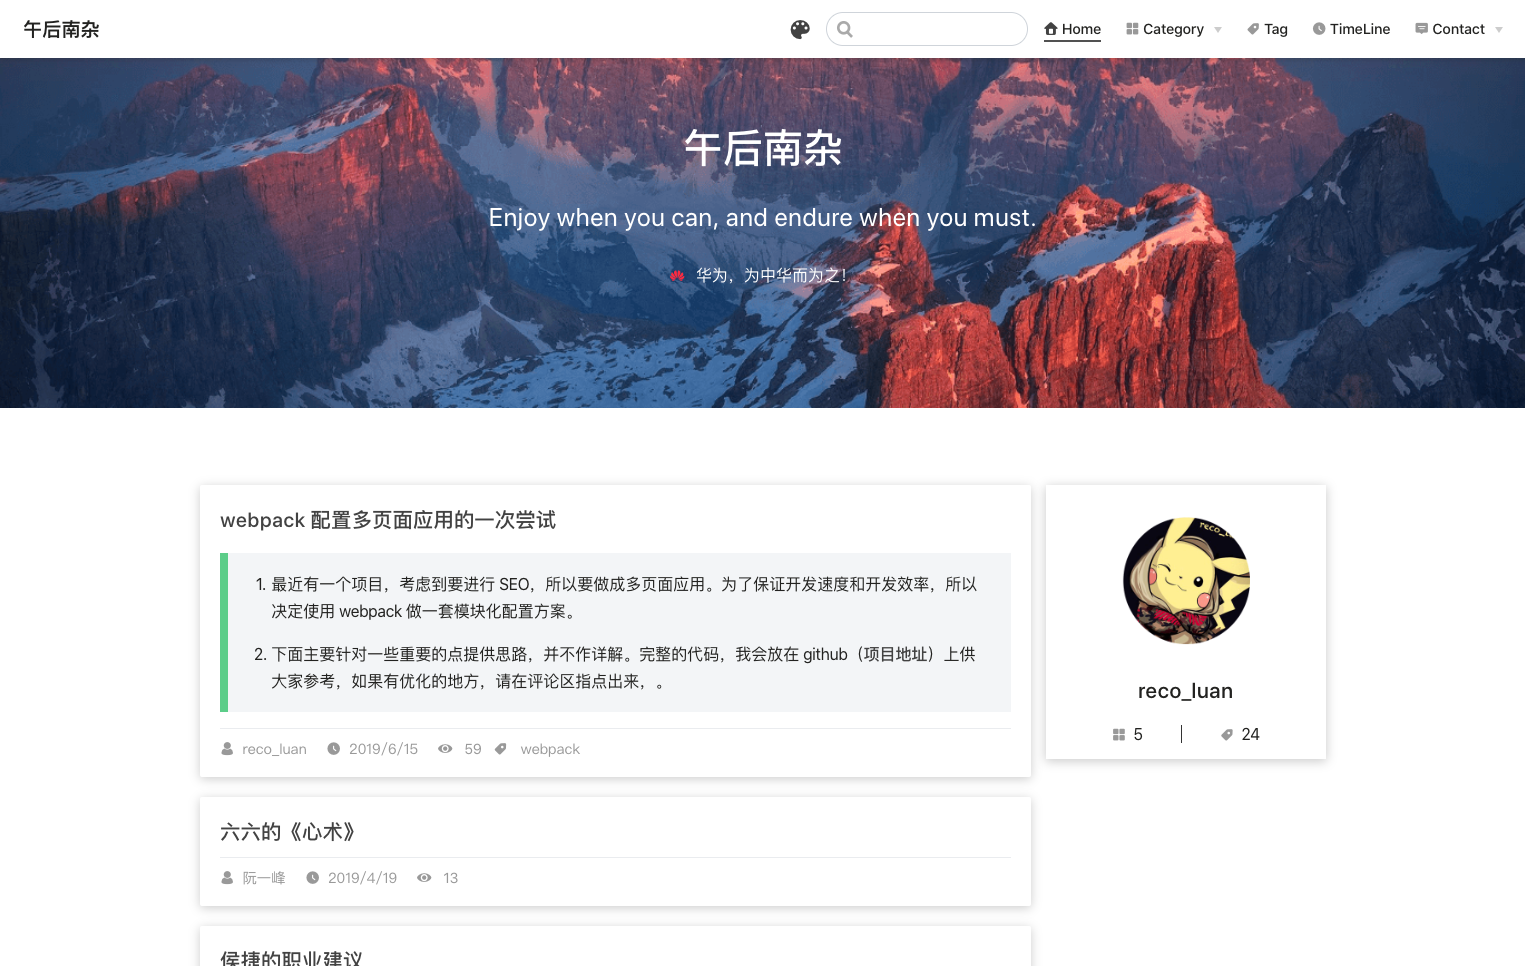 午后南杂
Home
Category
Tag
TimeLine
Contact
午后南杂
Enjoy when you can, and endure when you must.
华为，为中华而为之！
webpack 配置多页面应用的一次尝试
1. 最近有一个项目，考虑到要进行 SEO，所以要做成多页面应用。为了保证开发速度和开发效率，所以
决定使用 webpack 做一套模块化配置方案。
2. 下面主要针对一些重要的点提供思路，并不作详解。完整的代码，我会放在 github（项目地址）上供
大家参考，如果有优化的地方，请在评论区指点出来，。
reco_luan 2019/6/15 59 webpack
六六的《心术》
阮一峰 2019/4/19 13
侯捷的职业建议
reco_luan
5 24